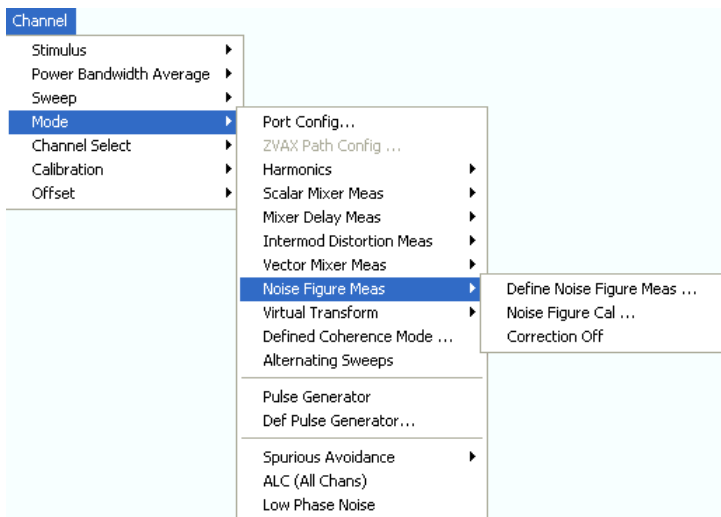 Channel
Stimulus
Power Bandwidth Average
Sweep
Mode
Channel Select
Calibration
Offset
Port Config...
ZVAX Path Config ...
Harmonics
Scalar Mixer Meas
Mixer Delay Meas
Intermod Distortion Meas
Vector Mixer Meas
Noise Figure Meas
Virtual Transform
Defined Coherence Mode ...
Alternating Sweeps
Pulse Generator
Def Pulse Generator...
Spurious Avoidance
ALC (All Chans)
Low Phase Noise
Define Noise Figure Meas ...
Noise Figure Cal ...
Correction Off